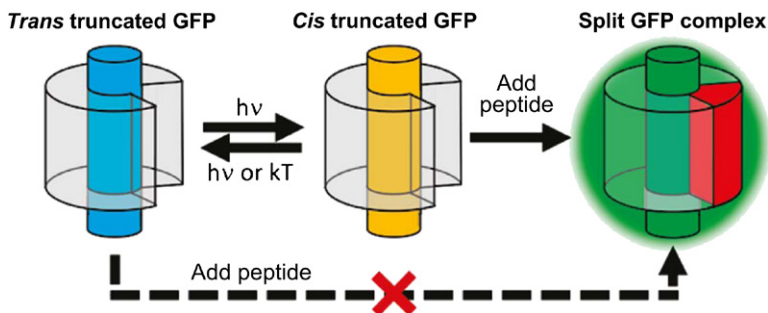 Trans truncated GFP
Cis truncated GFP
Split GFP complex
hν
hν or kT
Add
peptide
Add peptide